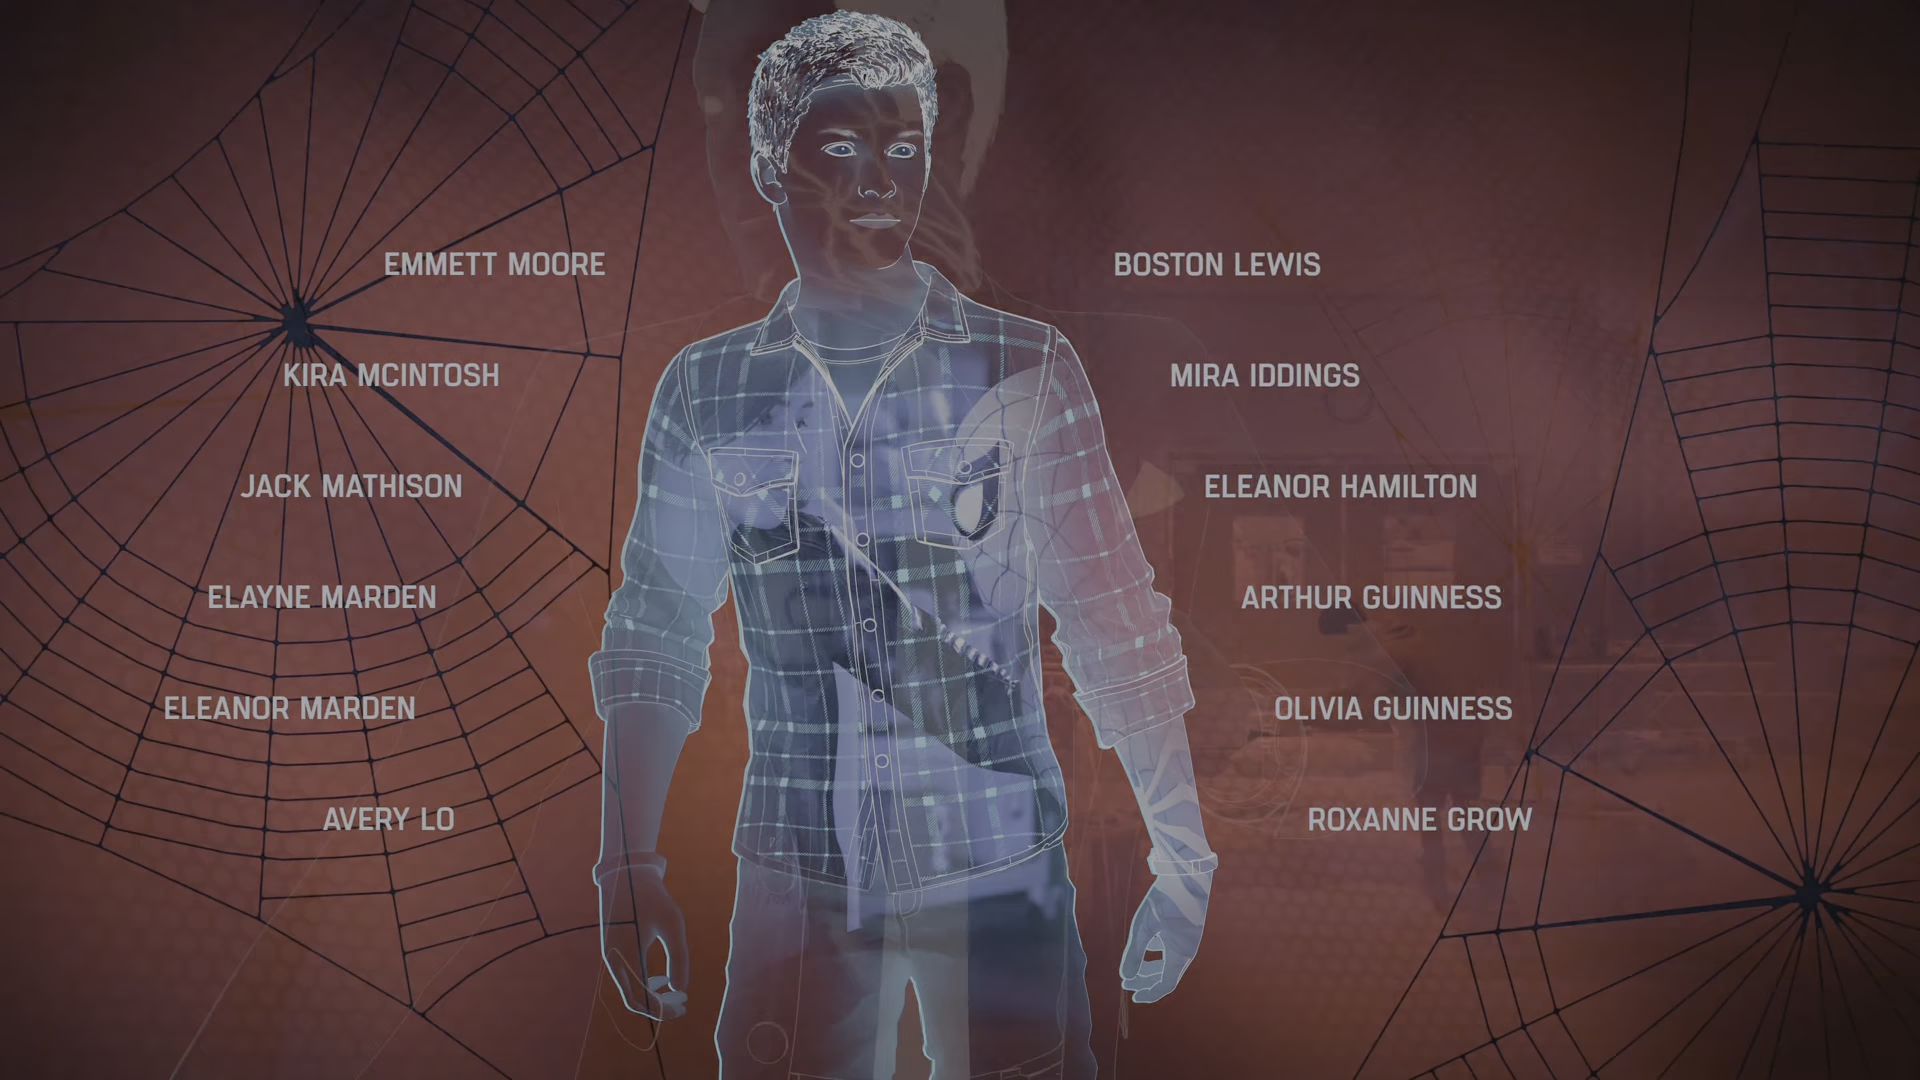 EMMETT MOORE
KIRA MCINTOSH
JACK MATHISON
ELAYNE MARDEN
ELEANOR MARDEN
AVERY LO
BOSTON LEWIS
MIRA IDDINGS
ELEANOR HAMILTON
ARTHUR GUINNESS
OLIVIA GUINNESS
ROXANNE GROW